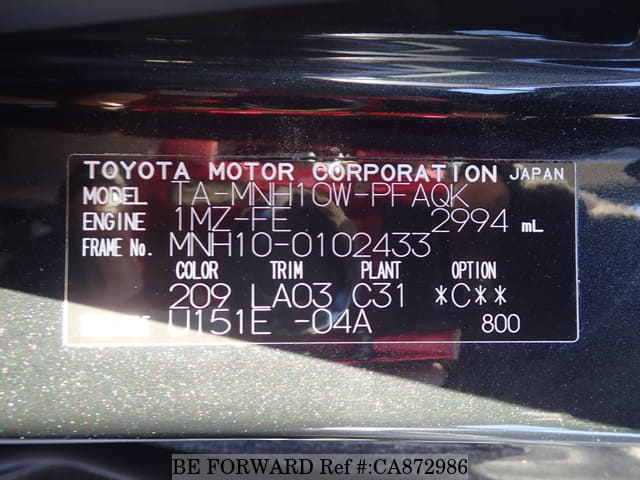 TOYOTA MOTOR CORPORATION JAPAN
MODEL TA-MNH10W-PFAQK
ENGINE 1MZ-FE 2994 mL
FRAME No. MNH10-0102433
COLOR TRIM PLANT OPTION
209 LA03 C31 *C**
U151E -04A 800
BE FORWARD Ref #:CA872986